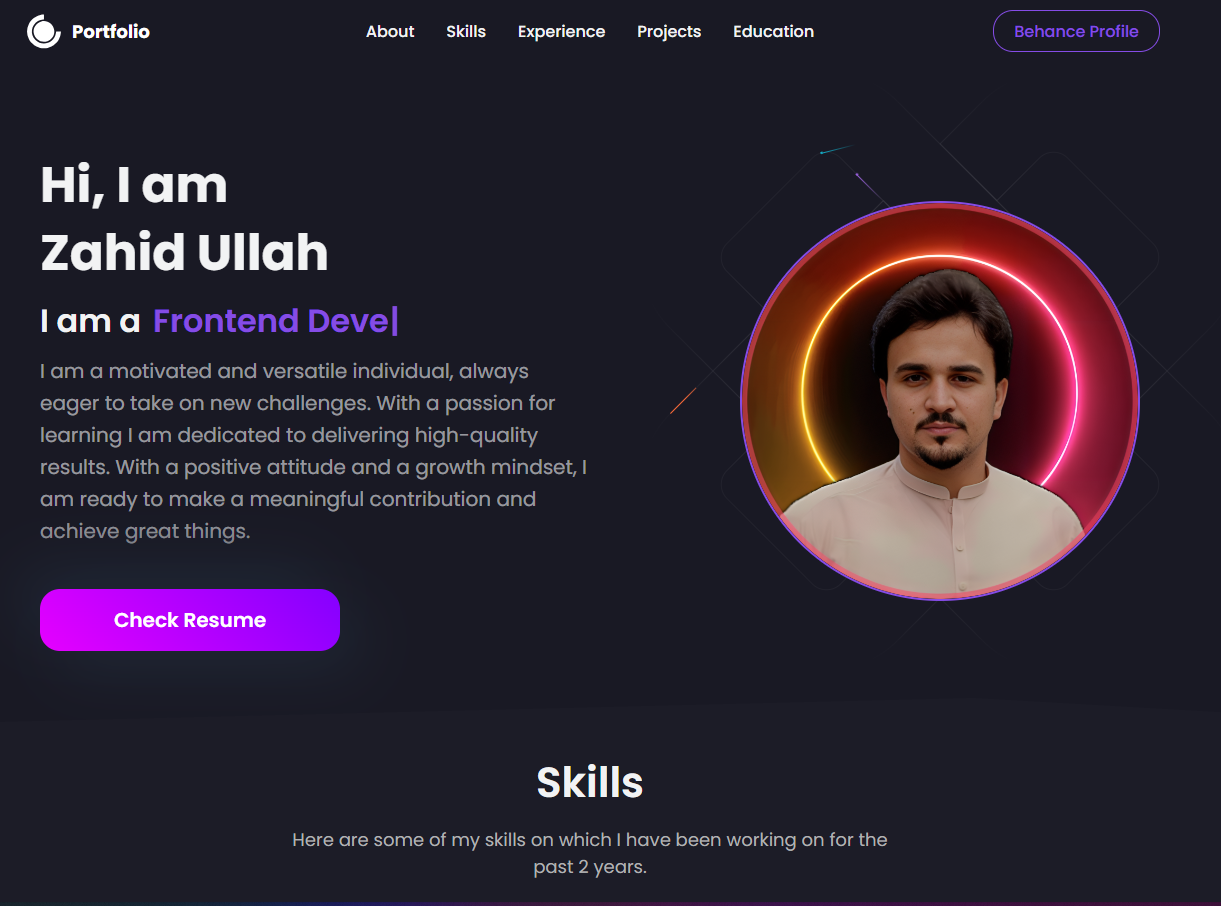 Portfolio
About
Skills
Experience
Projects
Education
Behance Profile
Hi, I am
Zahid Ullah
I am a Frontend Deve|
I am a motivated and versatile individual, always
eager to take on new challenges. With a passion for
learning I am dedicated to delivering high-quality
results. With a positive attitude and a growth mindset, I
am ready to make a meaningful contribution and
achieve great things.
Check Resume
Skills
Here are some of my skills on which I have been working on for the
past 2 years.